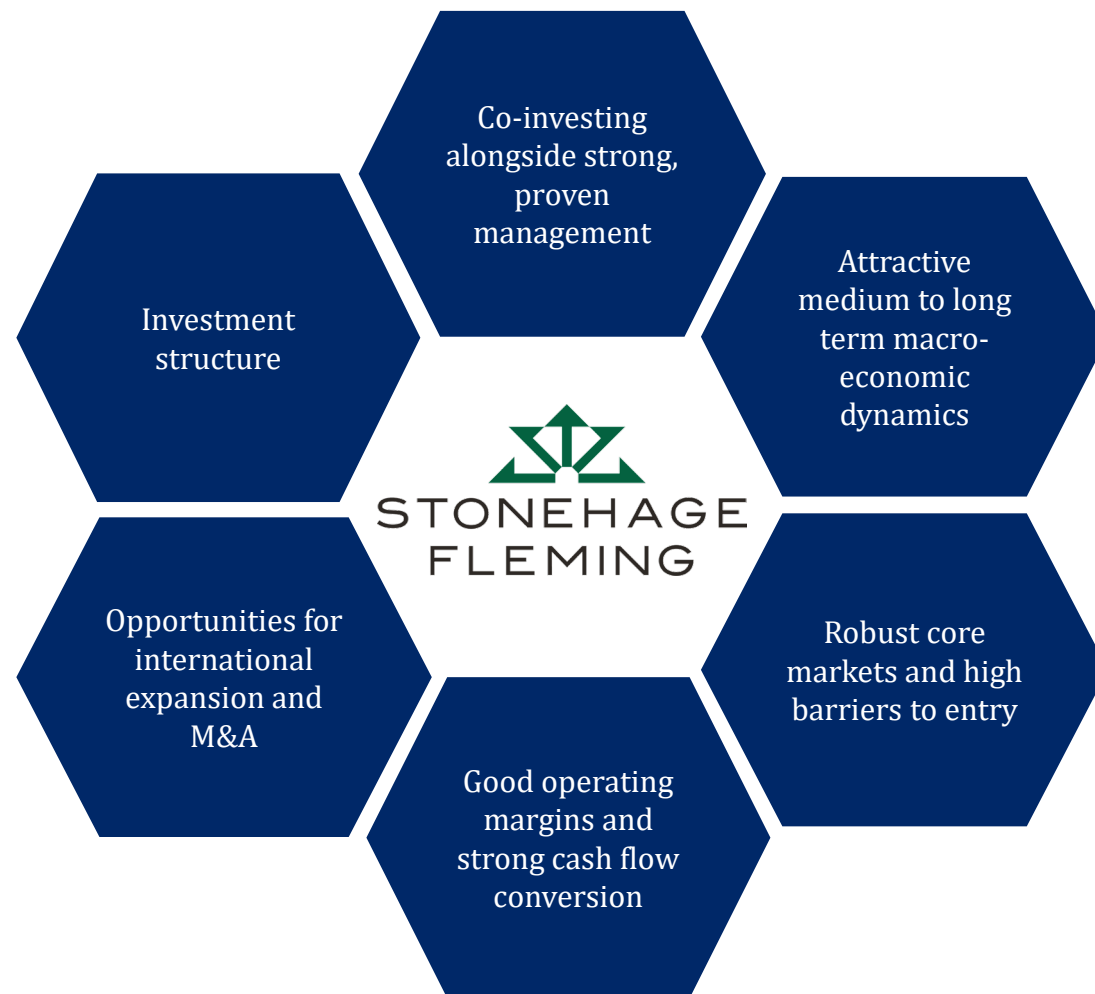 Co-investing
alongside strong,
proven
management
Attractive
medium to long
term macro-
economic
dynamics
Investment
structure
STONEHAGE
FLEMING
Opportunities for
international
expansion and
M&A
Robust core
markets and high
barriers to entry
Good operating
margins and
strong cash flow
conversion